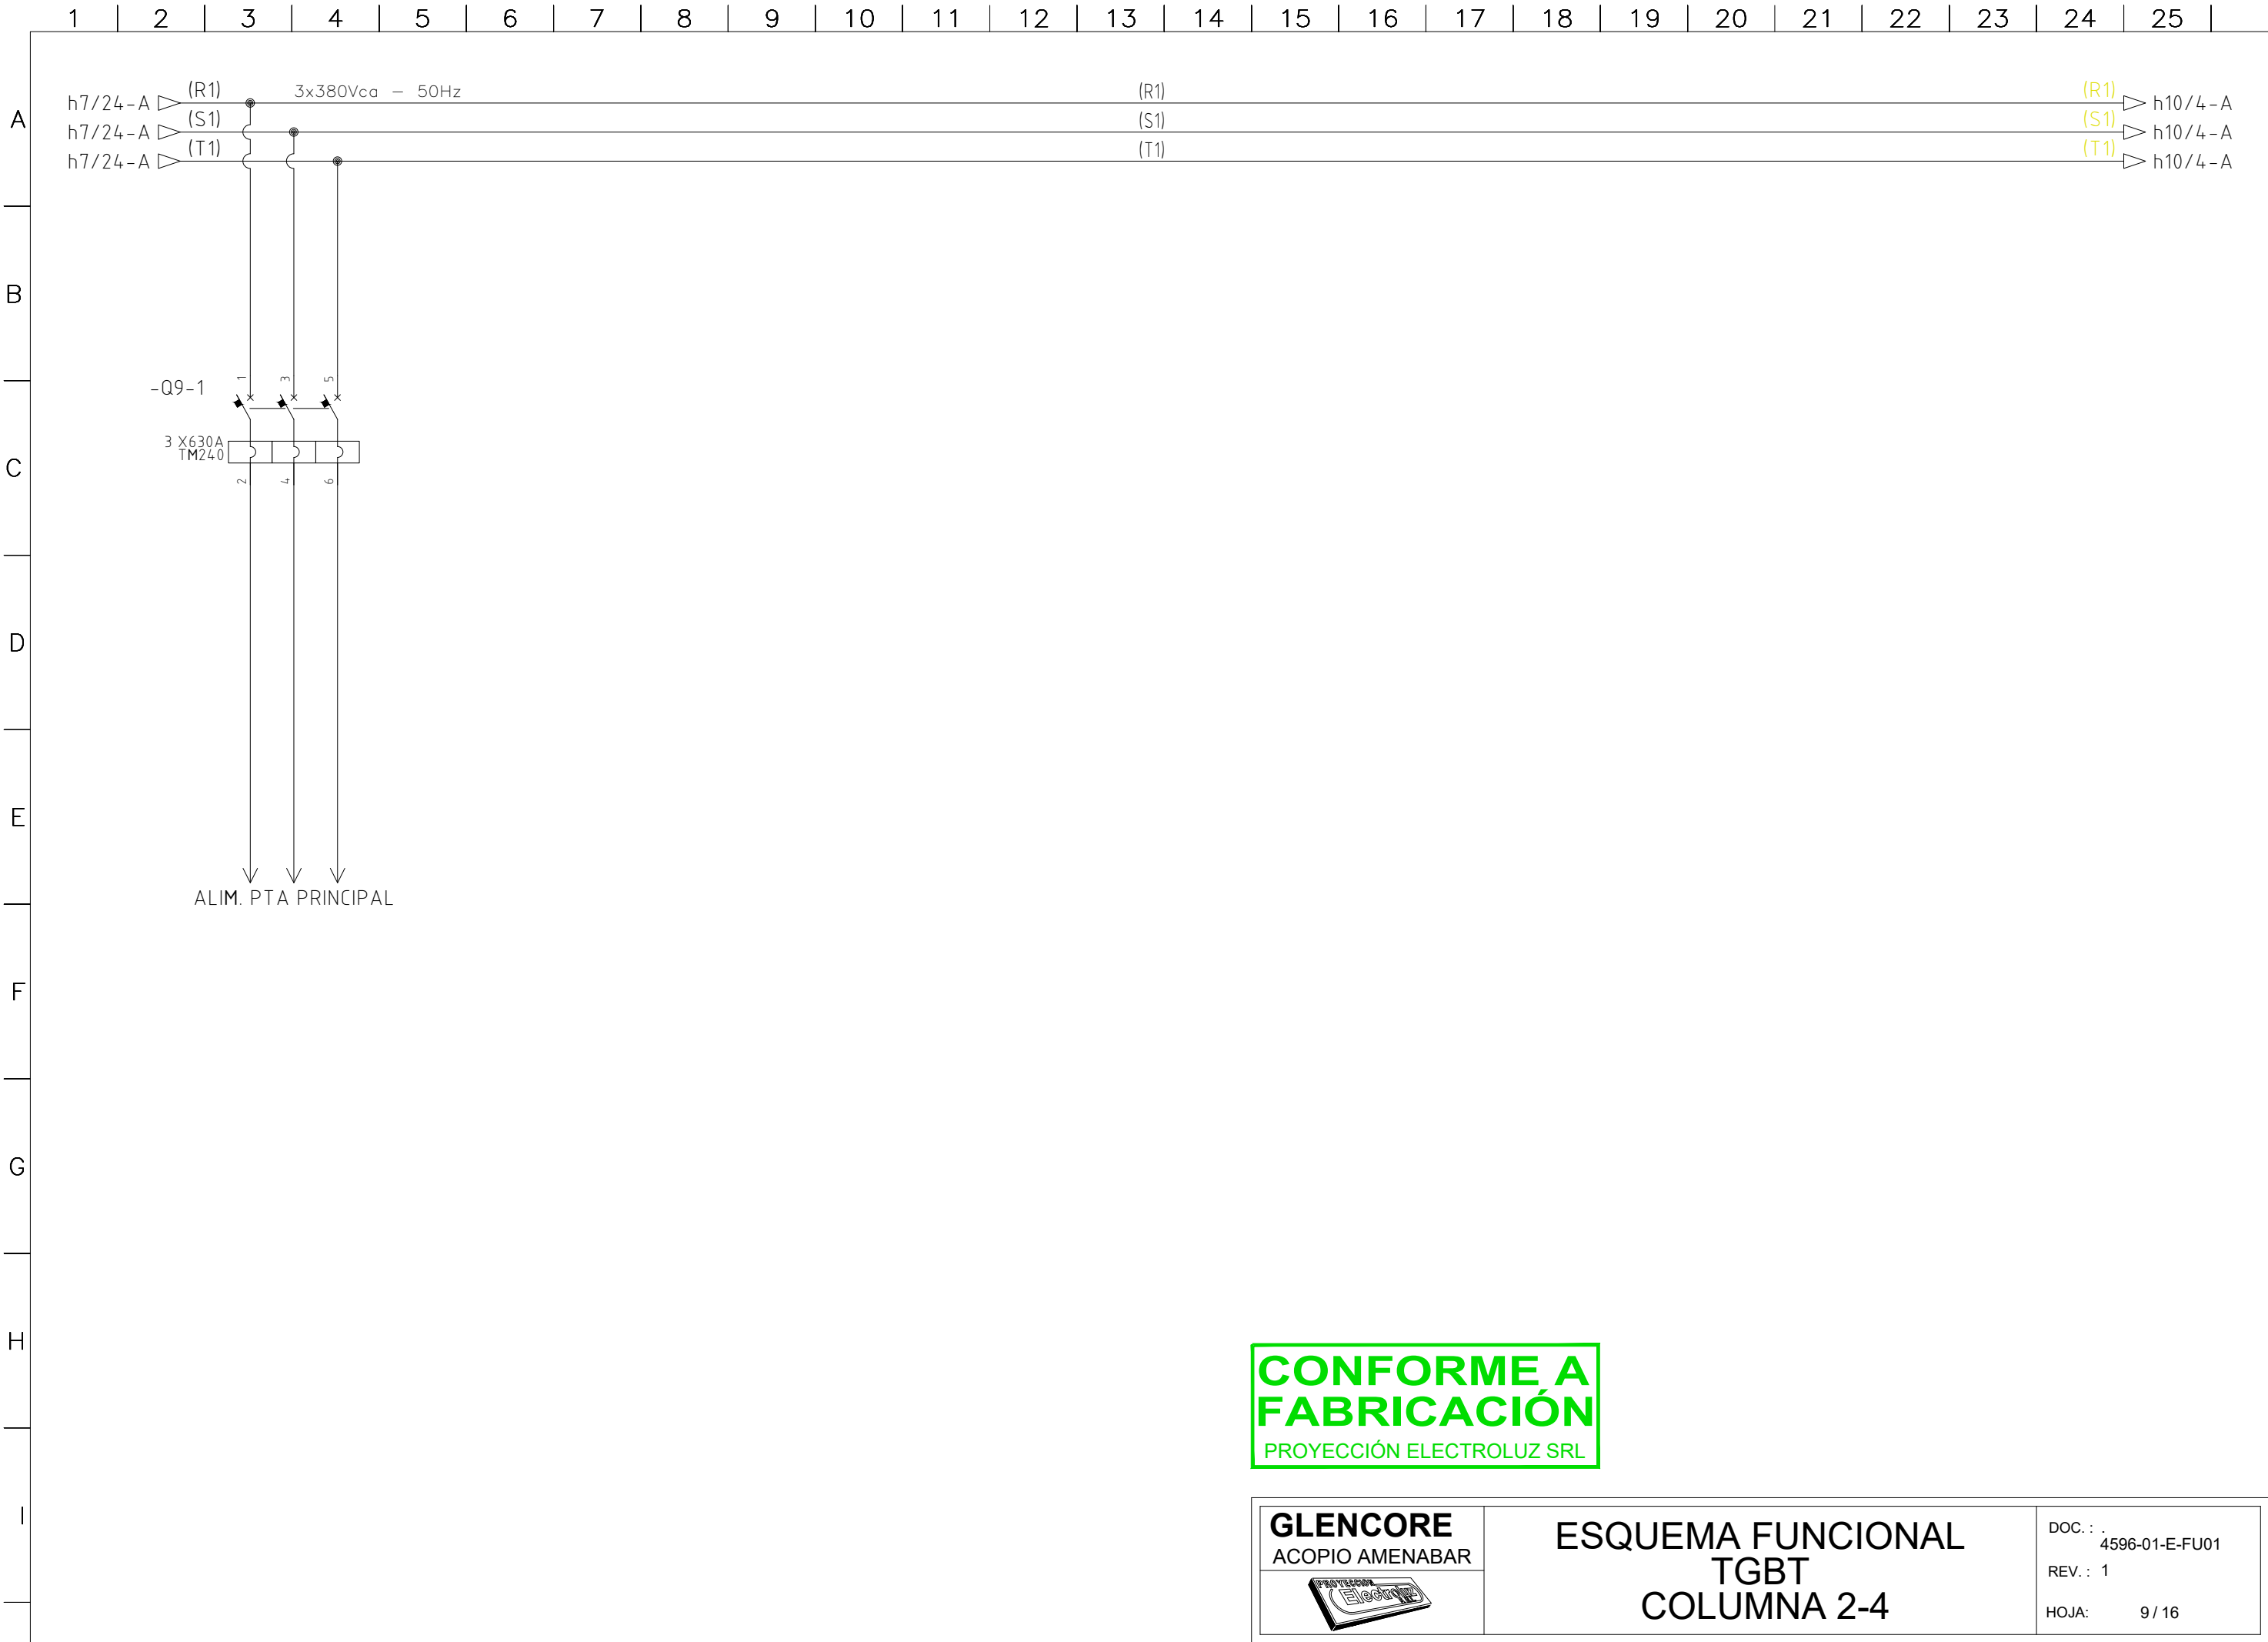 1 2 3 4 5 6 7 8 9 10 11 12 13 14 15 16 17 18 19 20 21 22 23 24 25
A
B
C
D
E
F
G
H
I
h7/24-A (R1) 3x380Vca - 50Hz (R1) (R1) h10/4-A
h7/24-A (S1) (S1) (S1) h10/4-A
h7/24-A (T1) (T1) (T1) h10/4-A
-Q9-1 1 3 5
3 X630A
TM240
2 4 6
ALIM. PTA PRINCIPAL
CONFORME A
FABRICACIÓN
PROYECCIÓN ELECTROLUZ SRL
GLENCORE
ACOPIO AMENABAR
PROYECCION
Electroluz
ESQUEMA FUNCIONAL
TGBT
COLUMNA 2-4
DOC. : .
4596-01-E-FU01
REV. : 1
HOJA: 9 / 16